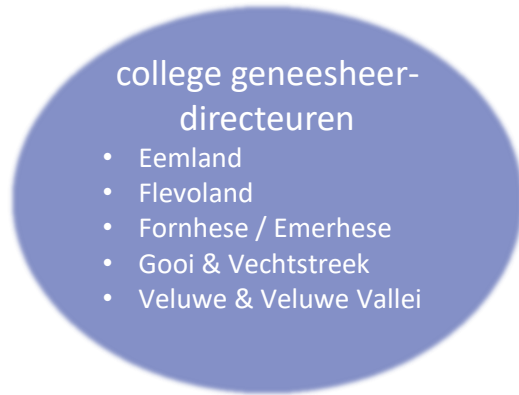 college geneesheer-
directeuren
• Eemland
• Flevoland
• Fornhese / Emerhese
• Gooi & Vechtstreek
• Veluwe & Veluwe Vallei